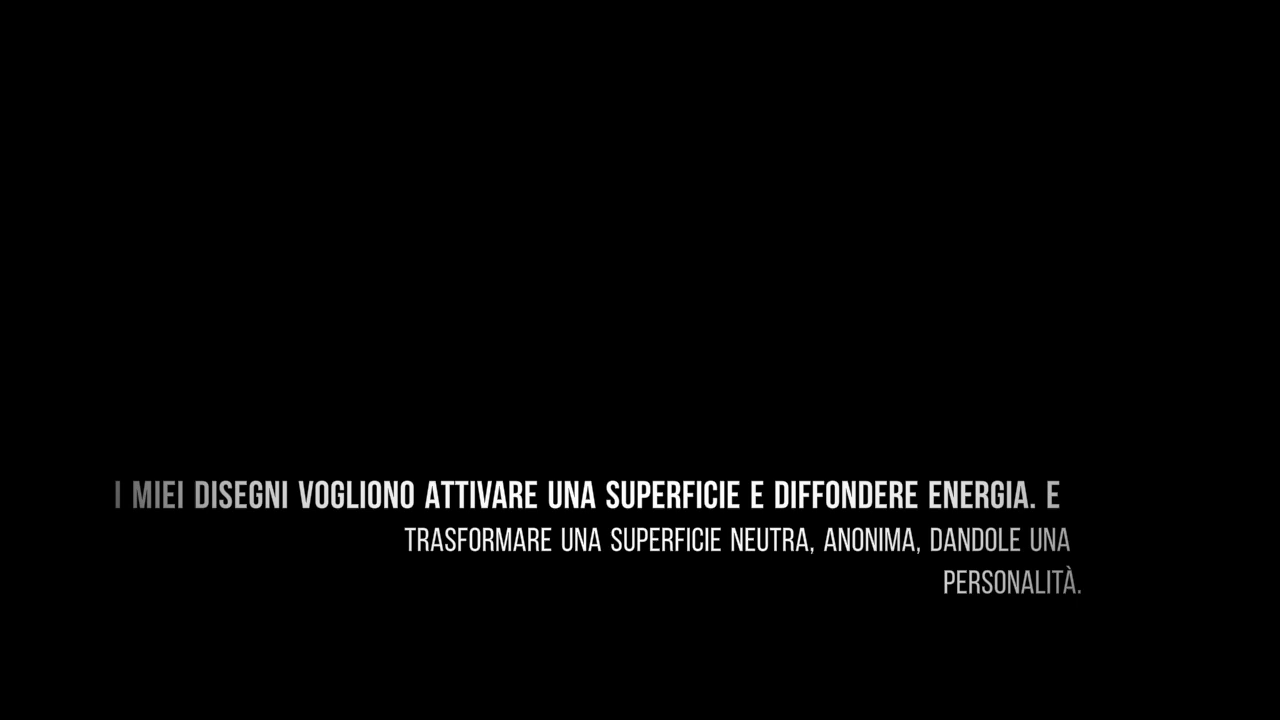 I MIEI DISEGNI VOGLIONO ATTIVARE UNA SUPERFICIE E DIFFONDERE ENERGIA. E
TRASFORMARE UNA SUPERFICIE NEUTRA, ANONIMA, DANDOLE UNA
PERSONALITÀ.